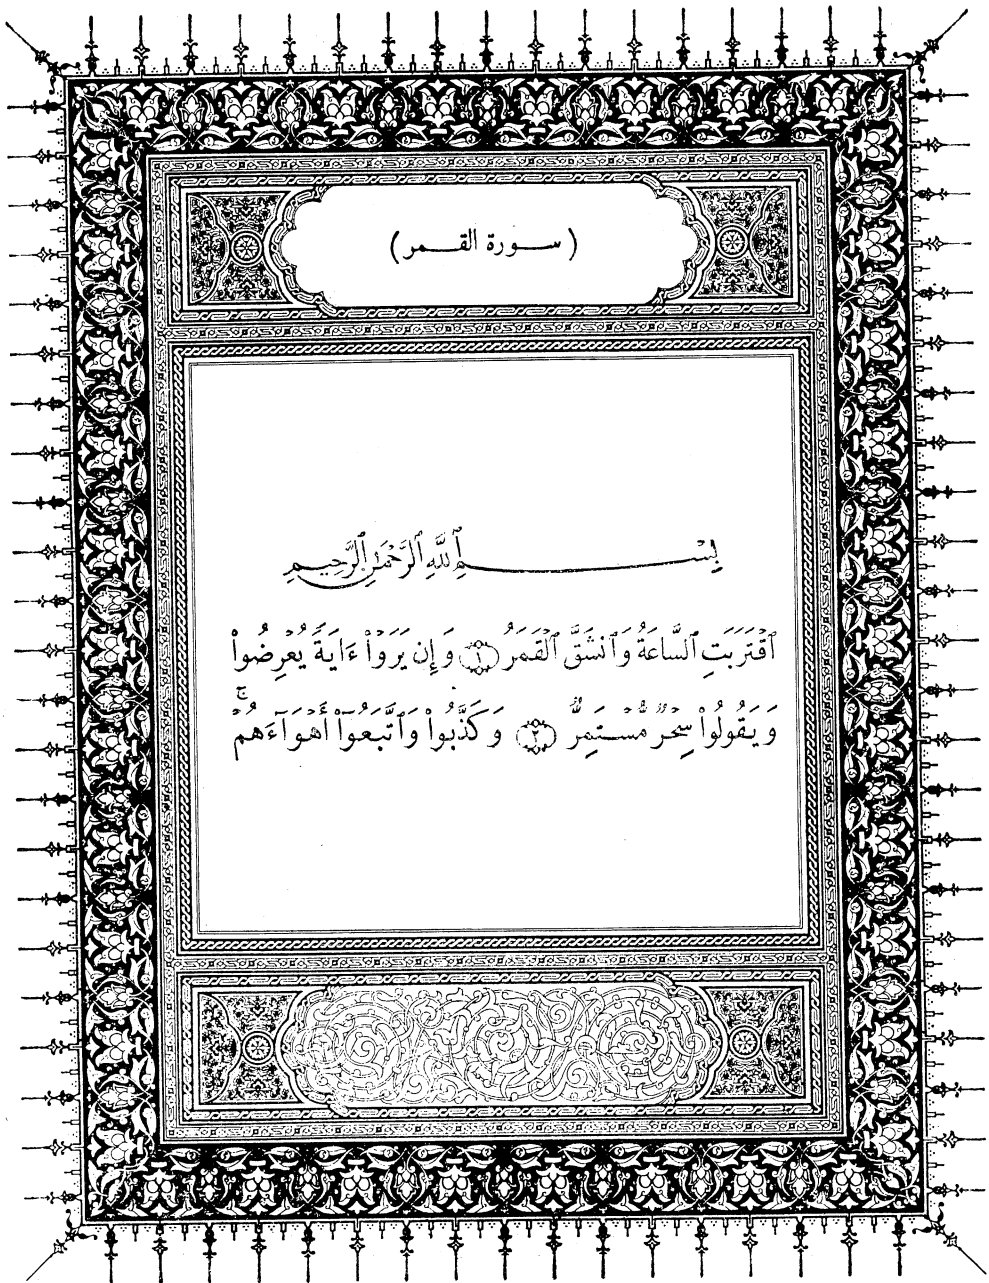 (سورة القمر)
بِسْمِ ٱللَّهِ ٱلرَّحْمَٰنِ ٱلرَّحِيمِ
ٱقْتَرَبَتِ ٱلسَّاعَةُ وَٱنشَقَّ ٱلْقَمَرُ ۝١ وَإِن يَرَوْاْ ءَايَةً يُعْرِضُواْ
وَيَقُولُواْ سِحْرٌ مُّسْتَمِرٌّ ۝٢ وَكَذَّبُواْ وَٱتَّبَعُوٓاْ أَهْوَآءَهُمْ ۚ